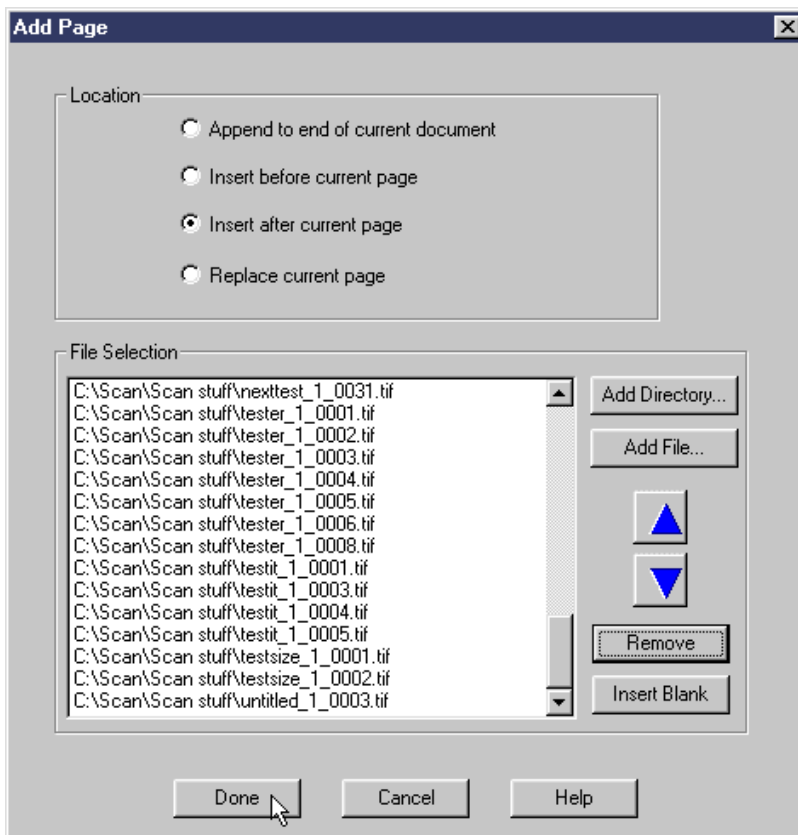 Add Page
Location
Append to end of current document
Insert before current page
Insert after current page
Replace current page
File Selection
C:\Scan\Scan stuff\nexttest_1_0031.tif
C:\Scan\Scan stuff\tester_1_0001.tif
C:\Scan\Scan stuff\tester_1_0002.tif
C:\Scan\Scan stuff\tester_1_0003.tif
C:\Scan\Scan stuff\tester_1_0004.tif
C:\Scan\Scan stuff\tester_1_0005.tif
C:\Scan\Scan stuff\tester_1_0006.tif
C:\Scan\Scan stuff\tester_1_0008.tif
C:\Scan\Scan stuff\testit_1_0001.tif
C:\Scan\Scan stuff\testit_1_0003.tif
C:\Scan\Scan stuff\testit_1_0004.tif
C:\Scan\Scan stuff\testit_1_0005.tif
C:\Scan\Scan stuff\testsize_1_0001.tif
C:\Scan\Scan stuff\testsize_1_0002.tif
C:\Scan\Scan stuff\untitled_1_0003.tif
Add Directory...
Add File...
Remove
Insert Blank
Done
Cancel
Help